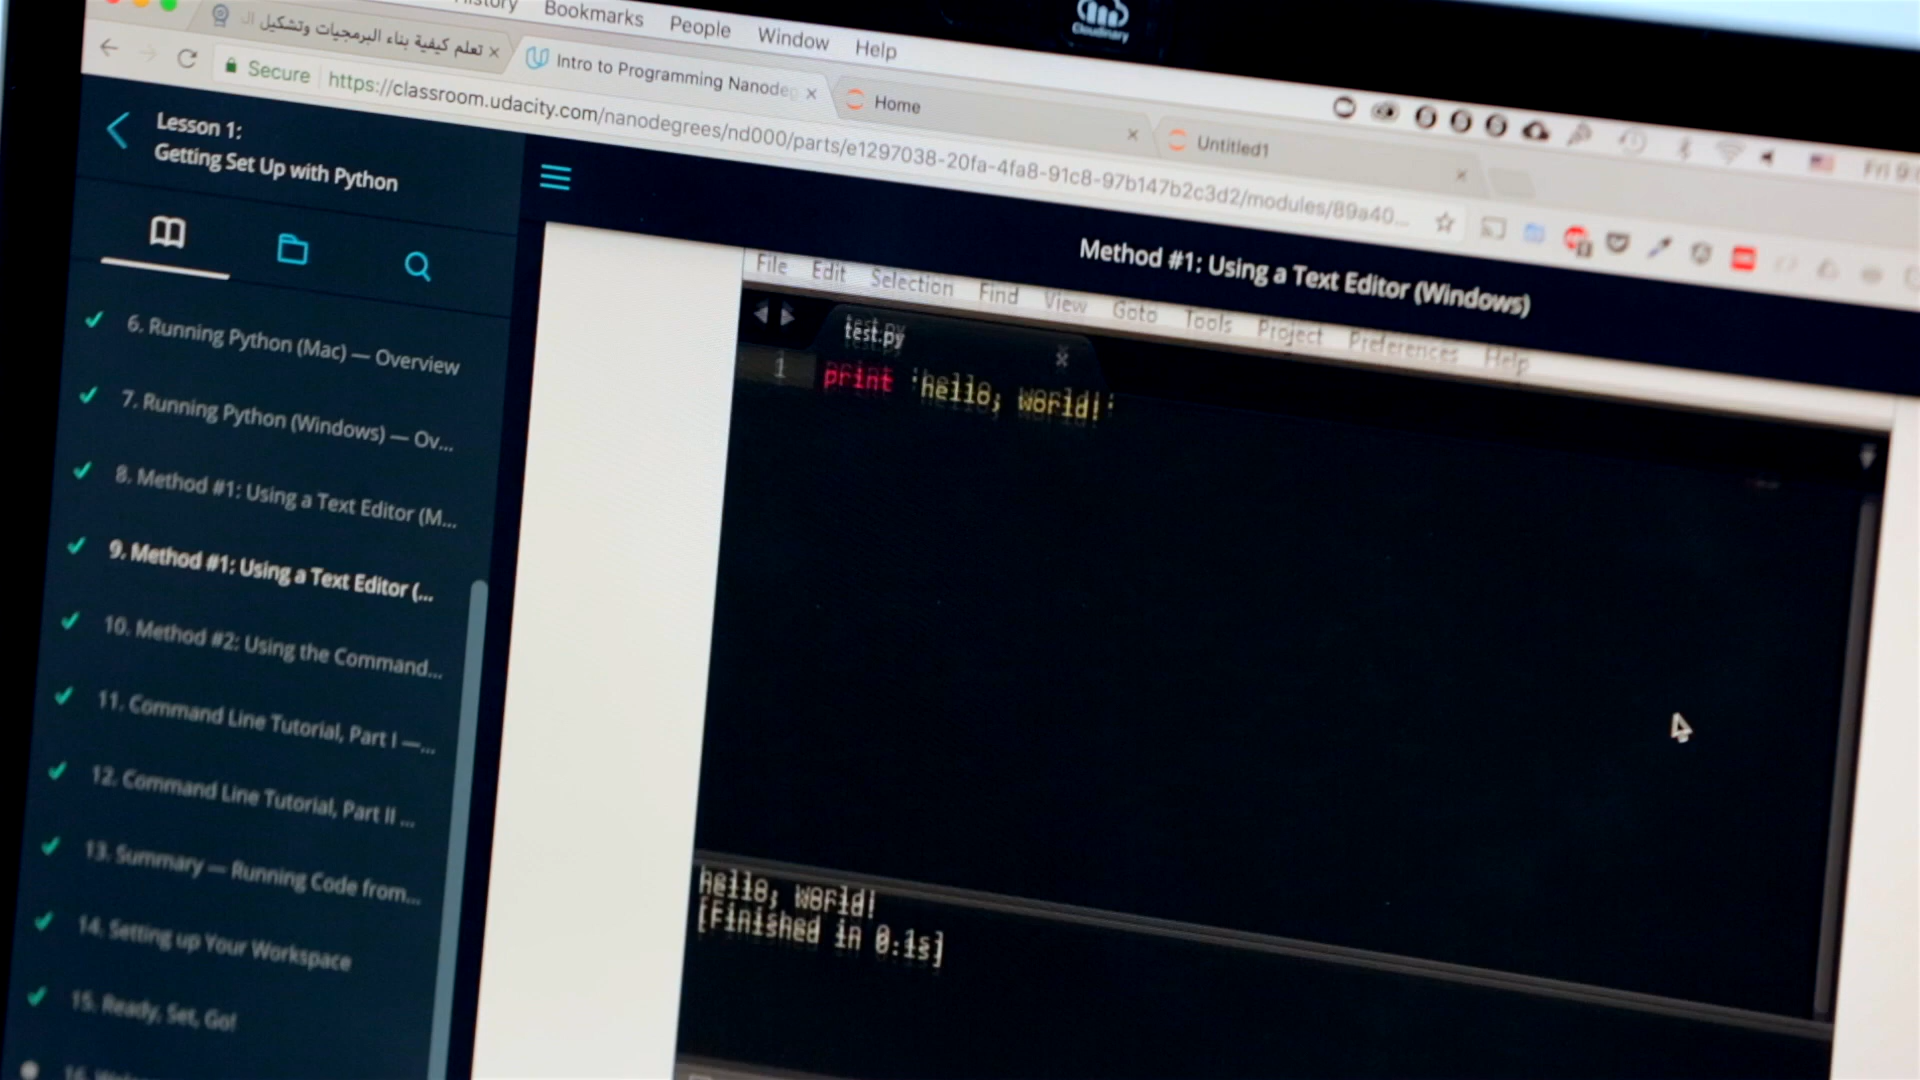 Bookmarks People Window Help
Cloudinary
تعلم كيفية بناء البرمجيات وتشكيل الـ
Intro to Programming Nanodeg
Home
Untitled1
Secure https://classroom.udacity.com/nanodegrees/nd000/parts/e1297038-20fa-4fa8-91c8-97b147b2c3d2/modules/89a40...
Lesson 1:
Getting Set Up with Python
Method #1: Using a Text Editor (Windows)
6. Running Python (Mac) — Overview
7. Running Python (Windows) — Ov...
8. Method #1: Using a Text Editor (M...
9. Method #1: Using a Text Editor (...
10. Method #2: Using the Command...
11. Command Line Tutorial, Part I —...
12. Command Line Tutorial, Part II ...
13. Summary — Running Code from...
14. Setting up Your Workspace
15. Ready, Set, Go!
File Edit Selection Find View Goto Tools Project Preferences Help
test.py
1 print 'hello, world!'
hello, world!
[Finished in 0.1s]